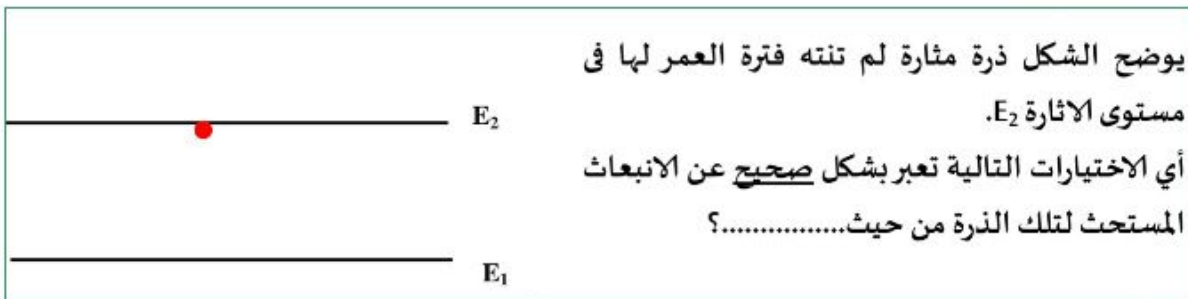 يوضح الشكل ذرة مثارة لم تنته فترة العمر لها فى
مستوى الاثارة E₂.
أي الاختيارات التالية تعبر بشكل صحيح عن الانبعاث
المستحث لتلك الذرة من حيث................؟
E₂
E₁